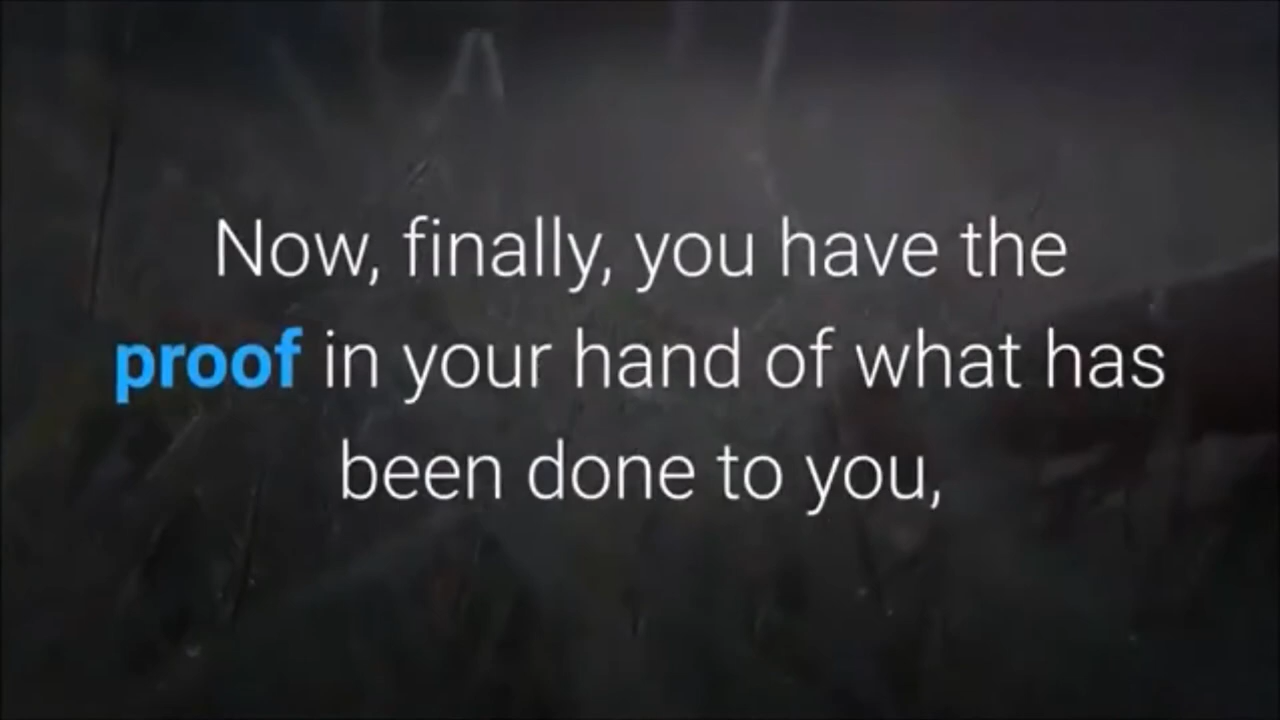 Now, finally, you have the
proof in your hand of what has
been done to you,